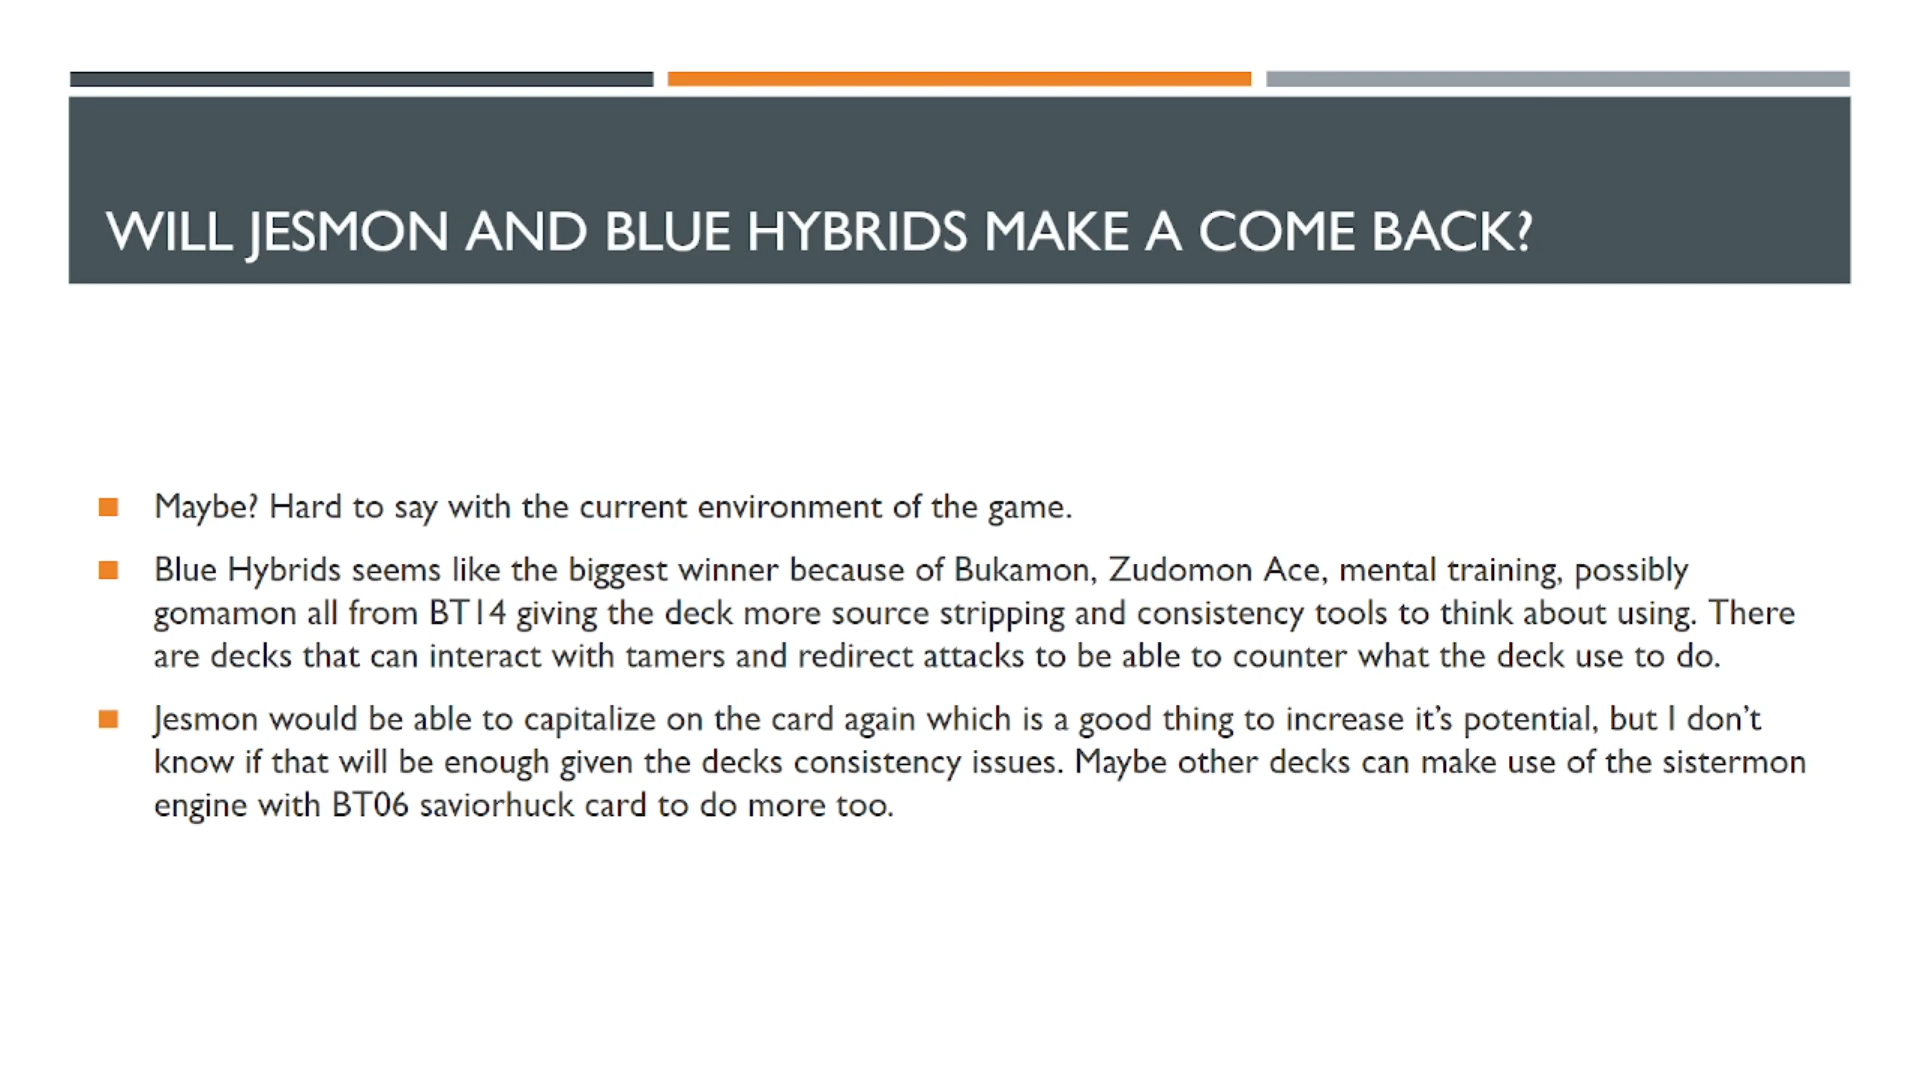 WILL JESMON AND BLUE HYBRIDS MAKE A COME BACK?
Maybe? Hard to say with the current environment of the game.
Blue Hybrids seems like the biggest winner because of Bukamon, Zudomon Ace, mental training, possibly
gomamon all from BT14 giving the deck more source stripping and consistency tools to think about using. There
are decks that can interact with tamers and redirect attacks to be able to counter what the deck use to do.
Jesmon would be able to capitalize on the card again which is a good thing to increase it’s potential, but I don’t
know if that will be enough given the decks consistency issues. Maybe other decks can make use of the sistermon
engine with BT06 saviorhuck card to do more too.